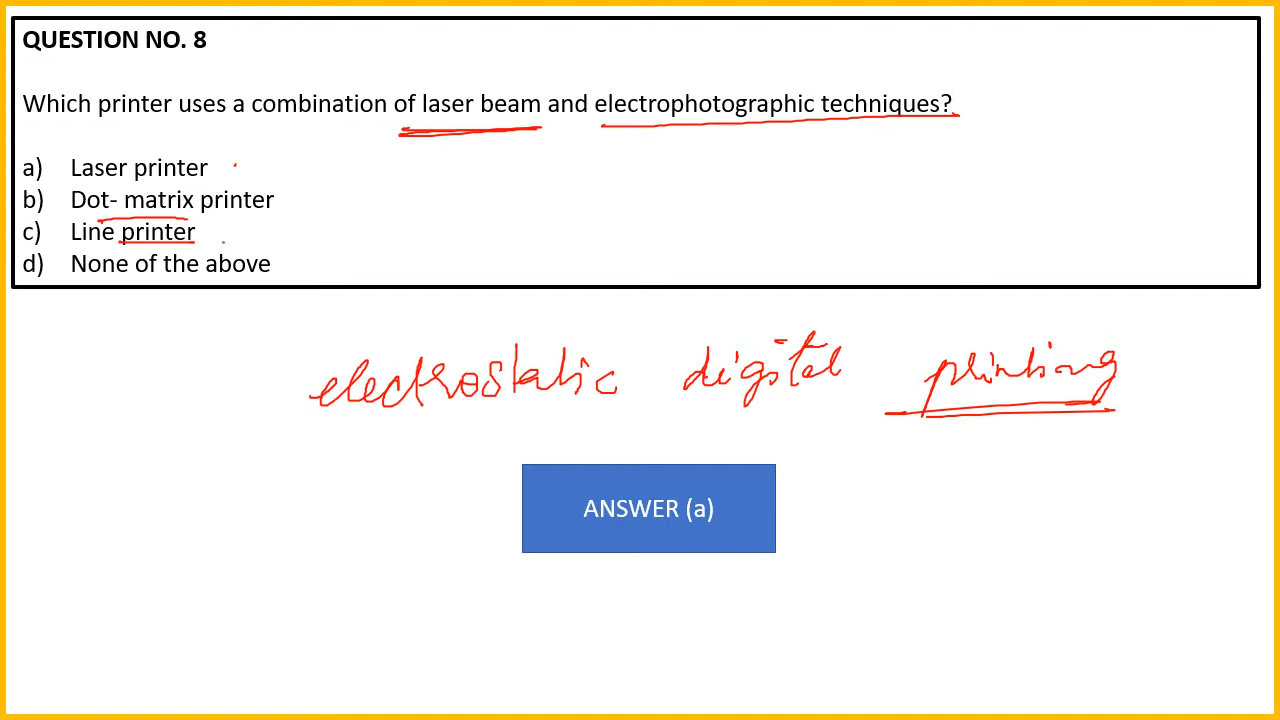 QUESTION NO. 8
Which printer uses a combination of laser beam and electrophotographic techniques?
a) Laser printer
b) Dot- matrix printer
c) Line printer
d) None of the above
electrostatic digital printing
ANSWER (a)